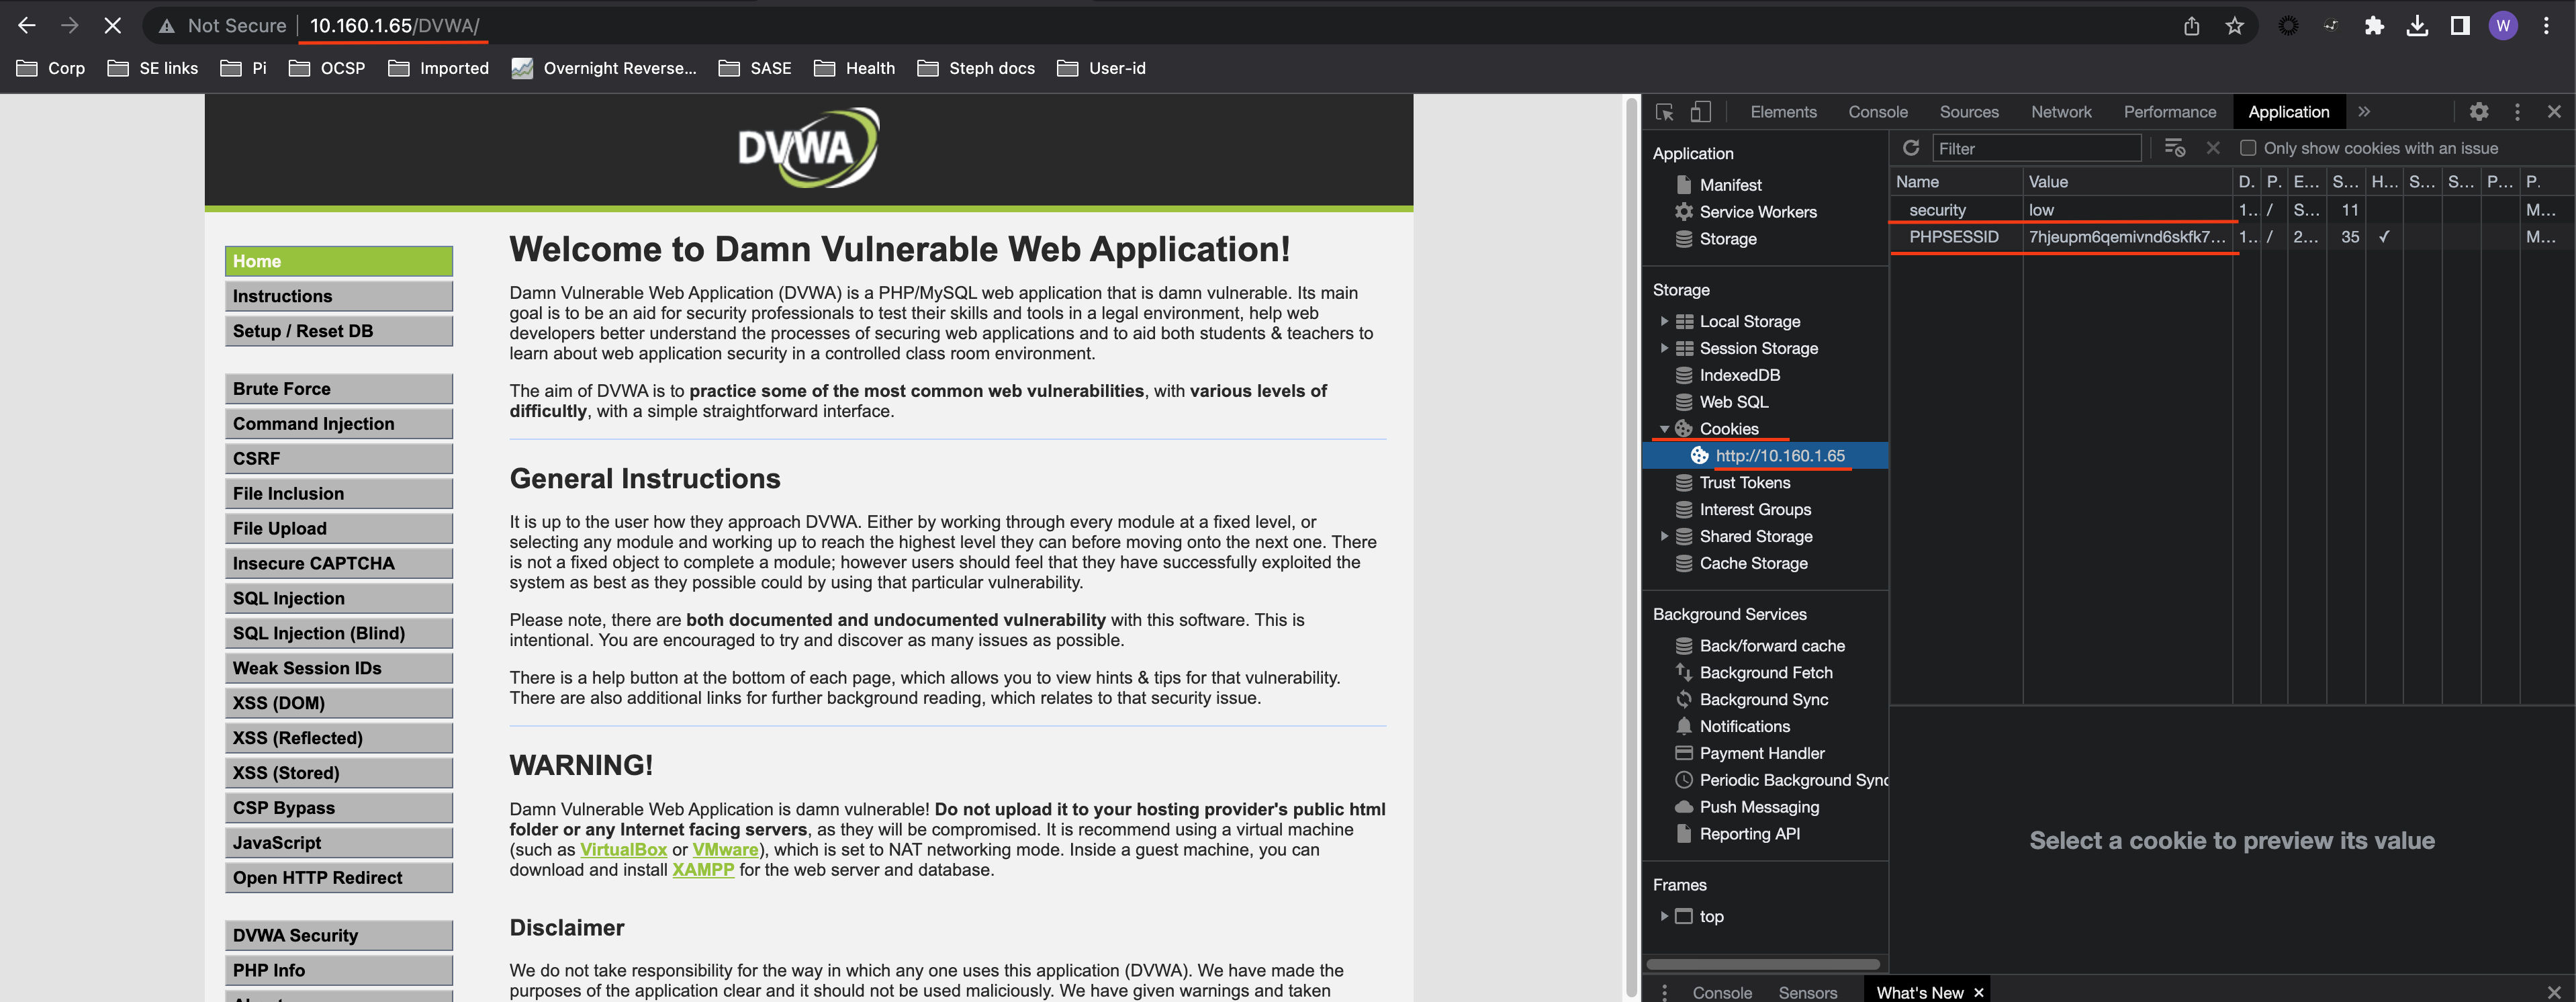 Not Secure | 10.160.1.65/DVWA/
W
Corp SE links Pi OCSP Imported Overnight Reverse... SASE Health Steph docs User-id
DVWA
Home
Instructions
Setup / Reset DB
Brute Force
Command Injection
CSRF
File Inclusion
File Upload
Insecure CAPTCHA
SQL Injection
SQL Injection (Blind)
Weak Session IDs
XSS (DOM)
XSS (Reflected)
XSS (Stored)
CSP Bypass
JavaScript
Open HTTP Redirect
DVWA Security
PHP Info
Welcome to Damn Vulnerable Web Application!
Damn Vulnerable Web Application (DVWA) is a PHP/MySQL web application that is damn vulnerable. Its main
goal is to be an aid for security professionals to test their skills and tools in a legal environment, help web
developers better understand the processes of securing web applications and to aid both students & teachers to
learn about web application security in a controlled class room environment.
The aim of DVWA is to practice some of the most common web vulnerabilities, with various levels of
difficultly, with a simple straightforward interface.
General Instructions
It is up to the user how they approach DVWA. Either by working through every module at a fixed level, or
selecting any module and working up to reach the highest level they can before moving onto the next one. There
is not a fixed object to complete a module; however users should feel that they have successfully exploited the
system as best as they possible could by using that particular vulnerability.
Please note, there are both documented and undocumented vulnerability with this software. This is
intentional. You are encouraged to try and discover as many issues as possible.
There is a help button at the bottom of each page, which allows you to view hints & tips for that vulnerability.
There are also additional links for further background reading, which relates to that security issue.
WARNING!
Damn Vulnerable Web Application is damn vulnerable! Do not upload it to your hosting provider's public html
folder or any Internet facing servers, as they will be compromised. It is recommend using a virtual machine
(such as VirtualBox or VMware), which is set to NAT networking mode. Inside a guest machine, you can
download and install XAMPP for the web server and database.
Disclaimer
We do not take responsibility for the way in which any one uses this application (DVWA). We have made the
purposes of the application clear and it should not be used maliciously. We have given warnings and taken
Elements Console Sources Network Performance Application
Application
Manifest
Service Workers
Storage
Storage
Local Storage
Session Storage
IndexedDB
Web SQL
Cookies
http://10.160.1.65
Trust Tokens
Interest Groups
Shared Storage
Cache Storage
Background Services
Back/forward cache
Background Fetch
Background Sync
Notifications
Payment Handler
Periodic Background Sync
Push Messaging
Reporting API
Frames
top
Filter
Only show cookies with an issue
Name Value D. P. E... S... H... S... S... P... P.
security low 1... / S... 11 M...
PHPSESSID 7hjeupm6qemivnd6skfk7... 1... / 2... 35 ✓ M...
Select a cookie to preview its value
Console Sensors What's New ×